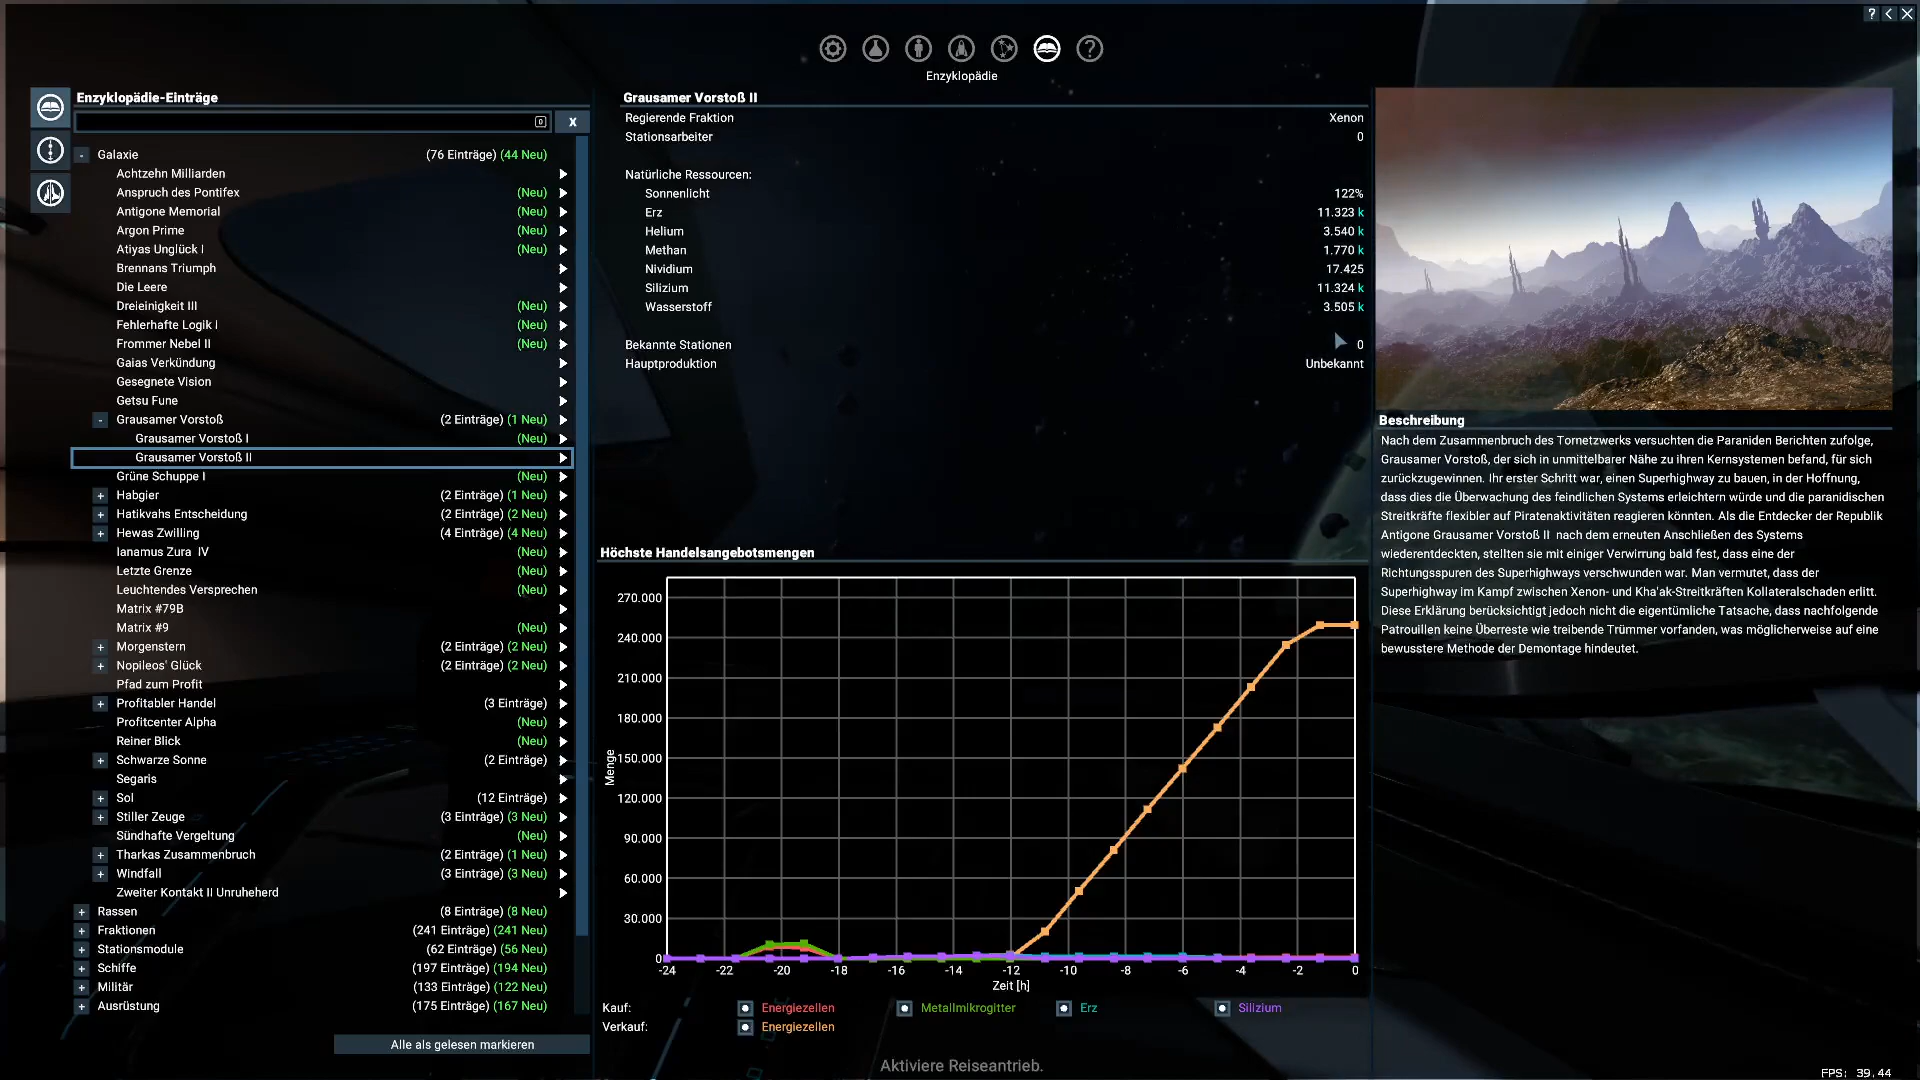 ? < X
Enzyklopädie
Enzyklopädie-Einträge
X
- Galaxie (76 Einträge) (44 Neu)
Achtzehn Milliarden
Anspruch des Pontifex (Neu)
Antigone Memorial (Neu)
Argon Prime (Neu)
Atiyas Unglück I (Neu)
Brennans Triumph
Die Leere
Dreieinigkeit III (Neu)
Fehlerhafte Logik I (Neu)
Frommer Nebel II (Neu)
Gaias Verkündung
Gesegnete Vision
Getsu Fune
- Grausamer Vorstoß (2 Einträge) (1 Neu)
Grausamer Vorstoß I (Neu)
Grausamer Vorstoß II
Grüne Schuppe I (Neu)
+ Habgier (2 Einträge) (1 Neu)
+ Hatikvahs Entscheidung (2 Einträge) (2 Neu)
+ Hewas Zwilling (4 Einträge) (4 Neu)
Ianamus Zura IV (Neu)
Letzte Grenze (Neu)
Leuchtendes Versprechen (Neu)
Matrix #79B
Matrix #9 (Neu)
+ Morgenstern (2 Einträge) (2 Neu)
+ Nopileos' Glück (2 Einträge) (2 Neu)
Pfad zum Profit
+ Profitabler Handel (3 Einträge)
Profitcenter Alpha (Neu)
Reiner Blick (Neu)
+ Schwarze Sonne (2 Einträge)
Segaris
+ Sol (12 Einträge)
+ Stiller Zeuge (3 Einträge) (3 Neu)
Sündhafte Vergeltung (Neu)
+ Tharkas Zusammenbruch (2 Einträge) (1 Neu)
+ Windfall (3 Einträge) (3 Neu)
Zweiter Kontakt II Unruheherd
+ Rassen (8 Einträge) (8 Neu)
+ Fraktionen (241 Einträge) (241 Neu)
+ Stationsmodule (62 Einträge) (56 Neu)
+ Schiffe (197 Einträge) (194 Neu)
+ Militär (133 Einträge) (122 Neu)
+ Ausrüstung (175 Einträge) (167 Neu)
Alle als gelesen markieren
Grausamer Vorstoß II
Regierende Fraktion Xenon
Stationsarbeiter 0
Natürliche Ressourcen:
Sonnenlicht 122%
Erz 11.323 k
Helium 3.540 k
Methan 1.770 k
Nividium 17.425
Silizium 11.324 k
Wasserstoff 3.505 k
Bekannte Stationen 0
Hauptproduktion Unbekannt
Höchste Handelsangebotsmengen
270.000
240.000
210.000
180.000
150.000
120.000
90.000
60.000
30.000
0
Menge
-24 -22 -20 -18 -16 -14 -12 -10 -8 -6 -4 -2 0
Zeit [h]
Kauf: Energiezellen Metallmikrogitter Erz Silizium
Verkauf: Energiezellen
Aktiviere Reiseantrieb.
Beschreibung
Nach dem Zusammenbruch des Tornetzwerks versuchten die Paraniden Berichten zufolge,
Grausamer Vorstoß, der sich in unmittelbarer Nähe zu ihren Kernsystemen befand, für sich
zurückzugewinnen. Ihr erster Schritt war, einen Superhighway zu bauen, in der Hoffnung,
dass dies die Überwachung des feindlichen Systems erleichtern würde und die paranidischen
Streitkräfte flexibler auf Piratenaktivitäten reagieren könnten. Als die Entdecker der Republik
Antigone Grausamer Vorstoß II nach dem erneuten Anschließen des Systems
wiederentdeckten, stellten sie mit einiger Verwirrung bald fest, dass eine der
Richtungsspuren des Superhighways verschwunden war. Man vermutet, dass der
Superhighway im Kampf zwischen Xenon- und Kha'ak-Streitkräften Kollateralschaden erlitt.
Diese Erklärung berücksichtigt jedoch nicht die eigentümliche Tatsache, dass nachfolgende
Patrouillen keine Überreste wie treibende Trümmer vorfanden, was möglicherweise auf eine
bewusstere Methode der Demontage hindeutet.
FPS: 39.44